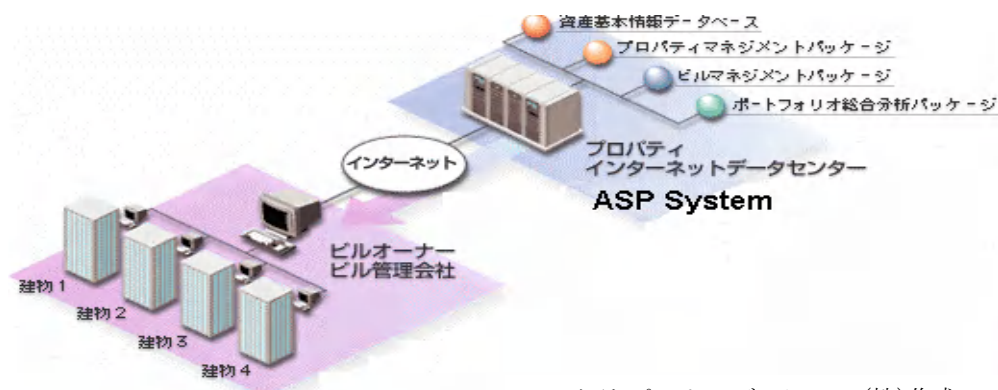 資産基本情報データベース
プロパティマネジメントパッケージ
ビルマネジメントパッケージ
ポートフォリオ総合分析パッケージ
プロパティ
インターネットデータセンター
ASP System
インターネット
ビルオーナー
ビル管理会社
建物 1
建物 2
建物 3
建物 4
(株)作成